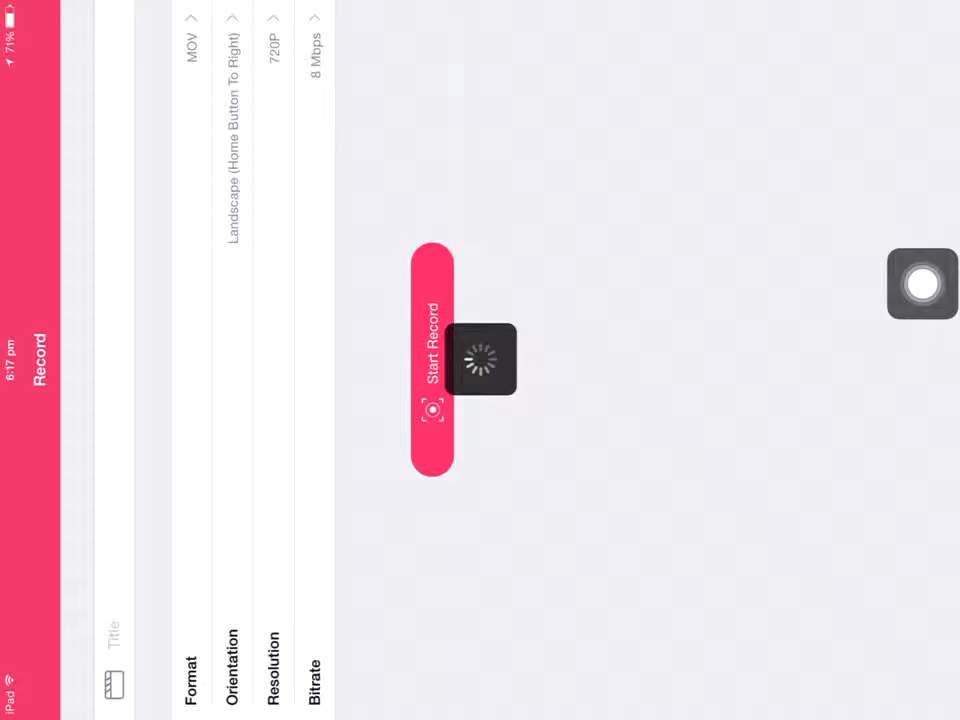 iPad 6:17 pm 71%
Record
Title
Format MOV
Orientation Landscape (Home Button To Right)
Resolution 720P
Bitrate 8 Mbps
Start Record